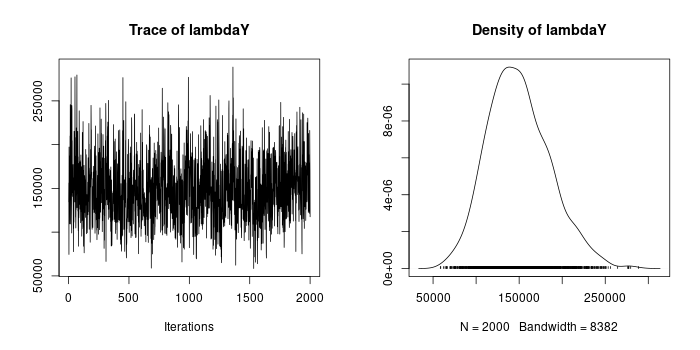 Trace of lambdaY
50000 150000 250000
0 500 1000 1500 2000
Iterations
Density of lambdaY
0e+00 4e-06 8e-06
50000 150000 250000
N = 2000 Bandwidth = 8382